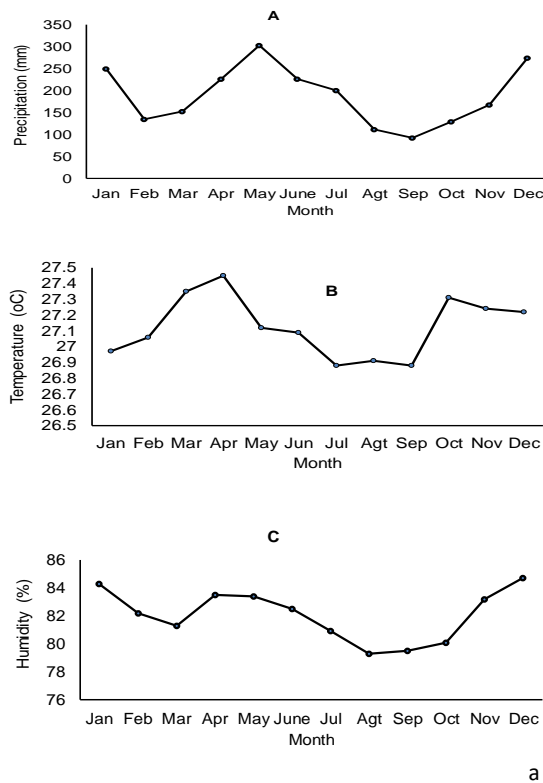 A
Precipitation (mm)
350
300
250
200
150
100
50
0
Jan Feb Mar Apr May June Jul Agt Sep Oct Nov Dec
Month
B
Temperature (oC)
27.5
27.4
27.3
27.2
27.1
27
26.9
26.8
26.7
26.6
26.5
Jan Feb Mar Apr May Jun Jul Agt Sep Oct Nov Dec
Month
C
Humidity (%)
86
84
82
80
78
76
Jan Feb Mar Apr May June Jul Agt Sep Oct Nov Dec
Month
a